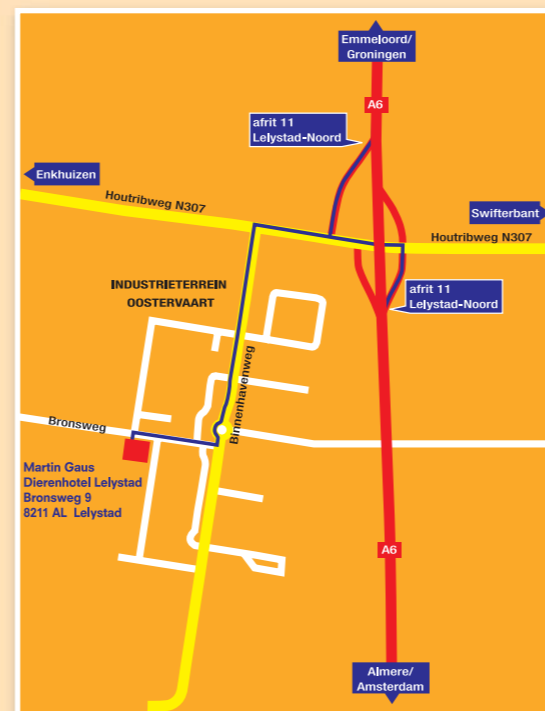 Emmeloord/
Groningen
A6
afrit 11
Lelystad-Noord
Enkhuizen
Houtribweg N307
Swifterbant
Houtribweg N307
INDUSTRIETERREIN
OOSTERVAART
afrit 11
Lelystad-Noord
Binnenhavenweg
Bronsweg
Martin Gaus
Dierenhotel Lelystad
Bronsweg 9
8211 AL Lelystad
A6
Almere/
Amsterdam